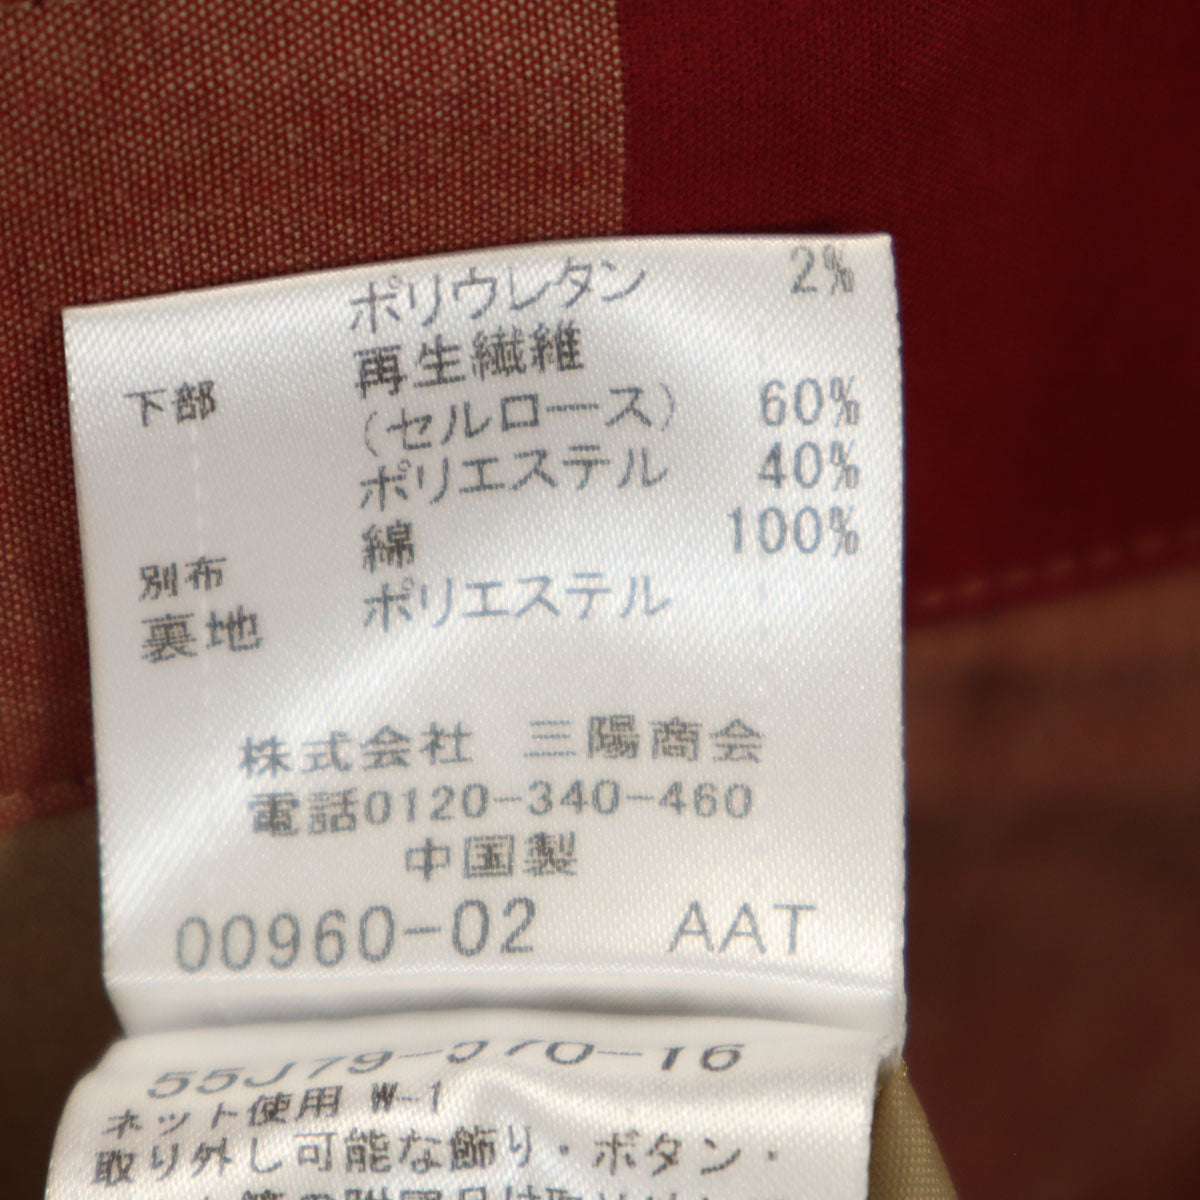 ポリウレタン 2%
再生繊維
下部 (セルロース) 60%
ポリエステル 40%
別布 綿 100%
裏地 ポリエステル
株式会社 三陽商会
電話0120-340-460
中国製
00960-02 AAT
55J79-570-16
ネット使用 W-1
取り外し可能な飾り・ボタン・